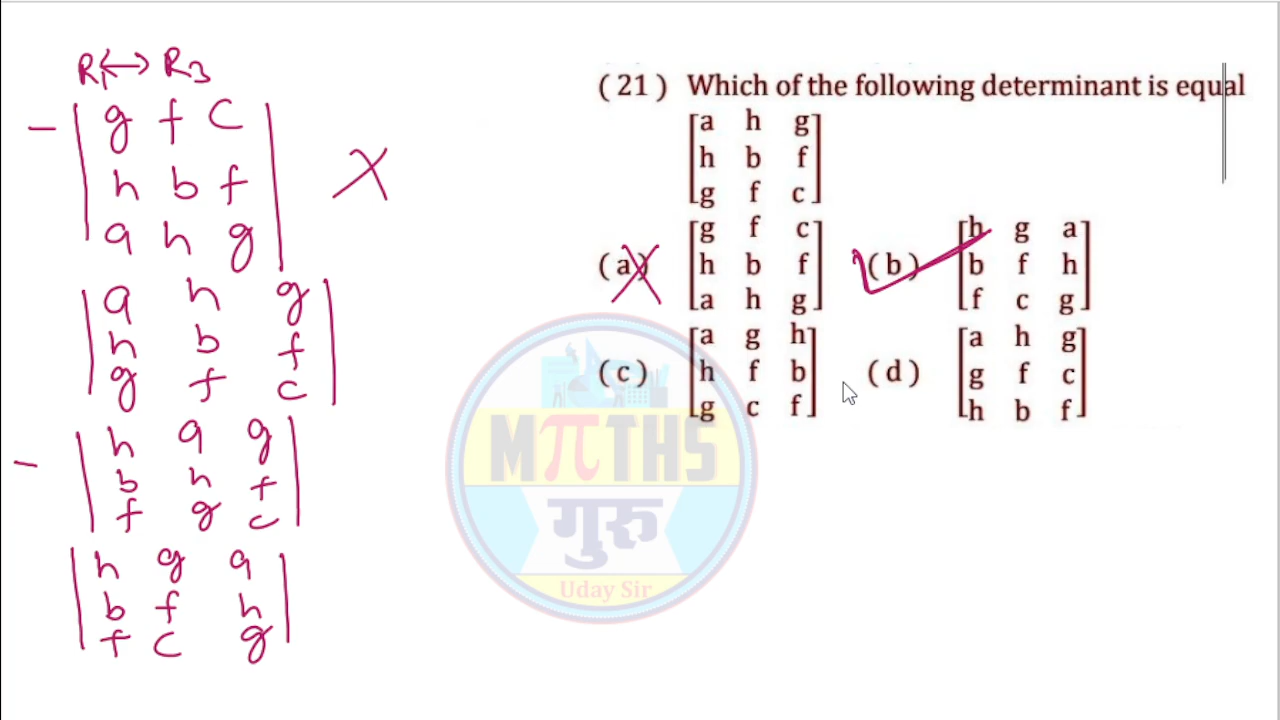 R₁ ↔ R₃
- | g f c |
| h b f | X
| a h g |
| a h g |
| h b f |
| g f c |
- | h a g |
| b h f |
| f g c |
| h g a |
| b f h |
| f c g |
( 21 ) Which of the following determinant is equal
[a h g]
[h b f]
[g f c]
( a ) [g f c]
[h b f]
[a h g]
( b ) [h g a]
[b f h]
[f c g]
( c ) [a g h]
[h f b]
[g c f]
( d ) [a h g]
[g f c]
[h b f]
MπTHS
गुरु
Uday Sir